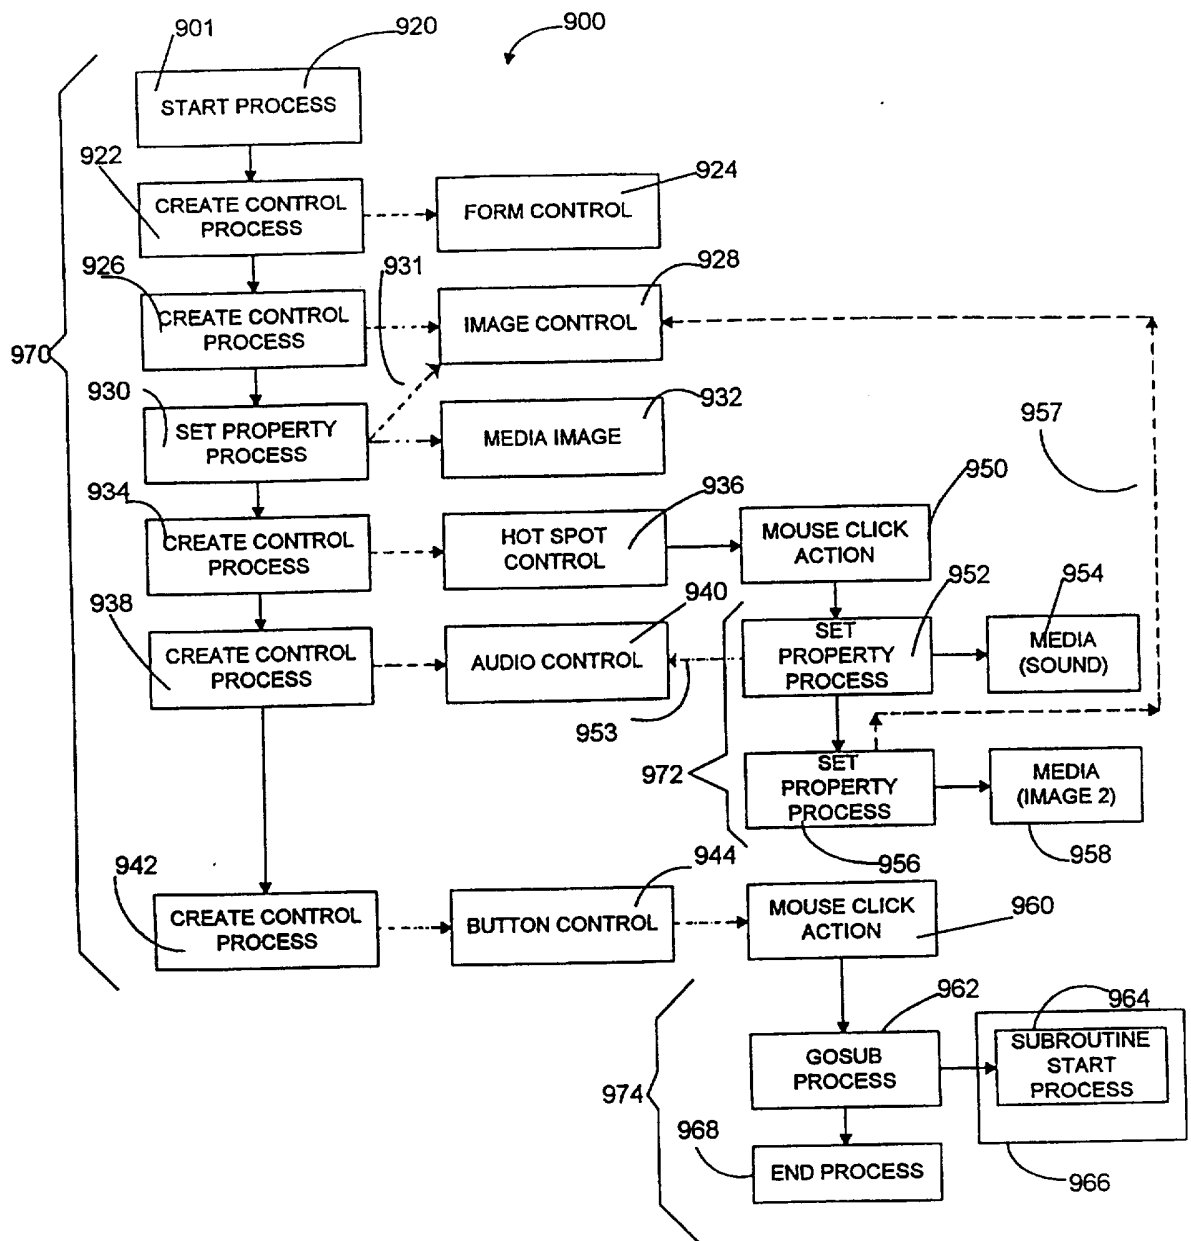 901
920
900
START PROCESS
922
924
CREATE CONTROL
PROCESS
FORM CONTROL
926
931
928
CREATE CONTROL
PROCESS
IMAGE CONTROL
970
930
932
957
SET PROPERTY
PROCESS
MEDIA IMAGE
934
936
950
CREATE CONTROL
PROCESS
HOT SPOT
CONTROL
MOUSE CLICK
ACTION
938
940
952
954
CREATE CONTROL
PROCESS
AUDIO CONTROL
SET
PROPERTY
PROCESS
MEDIA
(SOUND)
953
972
SET
PROPERTY
PROCESS
MEDIA
(IMAGE 2)
942
944
956
958
CREATE CONTROL
PROCESS
BUTTON CONTROL
MOUSE CLICK
ACTION
960
962
964
974
GOSUB
PROCESS
SUBROUTINE
START
PROCESS
968
END PROCESS
966